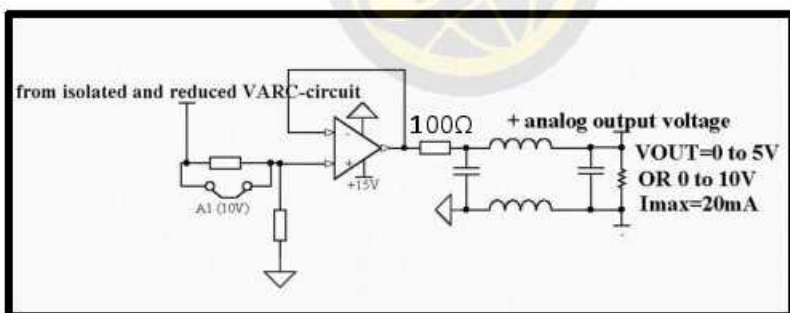 from isolated and reduced VARC-circuit
100Ω
+ analog output voltage
-
+
+15V
VOUT=0 to 5V
OR 0 to 10V
Imax=20mA
A1 (10V)
-